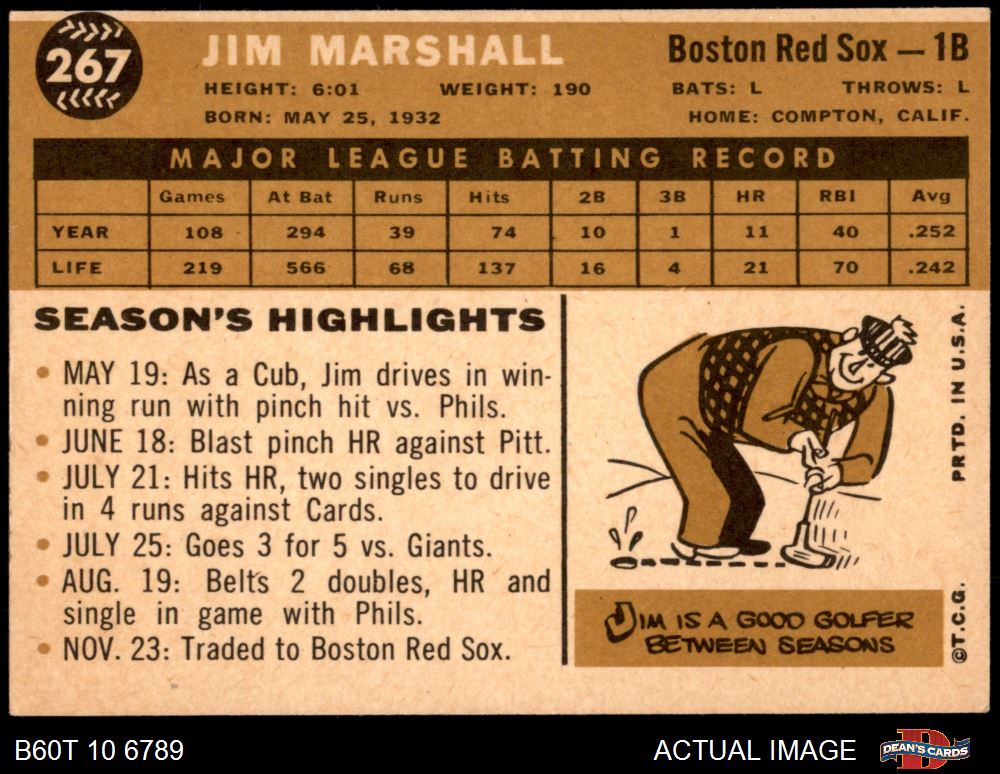 267
JIM MARSHALL
Boston Red Sox — 1B
HEIGHT: 6:01 WEIGHT: 190 BATS: L THROWS: L
BORN: MAY 25, 1932 HOME: COMPTON, CALIF.
MAJOR LEAGUE BATTING RECORD
Games At Bat Runs Hits 2B 3B HR RBI Avg
YEAR 108 294 39 74 10 1 11 40 .252
LIFE 219 566 68 137 16 4 21 70 .242
SEASON'S HIGHLIGHTS
• MAY 19: As a Cub, Jim drives in win-
ning run with pinch hit vs. Phils.
• JUNE 18: Blast pinch HR against Pitt.
• JULY 21: Hits HR, two singles to drive
in 4 runs against Cards.
• JULY 25: Goes 3 for 5 vs. Giants.
• AUG. 19: Belts 2 doubles, HR and
single in game with Phils.
• NOV. 23: Traded to Boston Red Sox.
JIM IS A GOOD GOLFER
BETWEEN SEASONS
©T.C.G. PRTD. IN U.S.A.
B60T 10 6789
ACTUAL IMAGE
DEAN'S CARDS